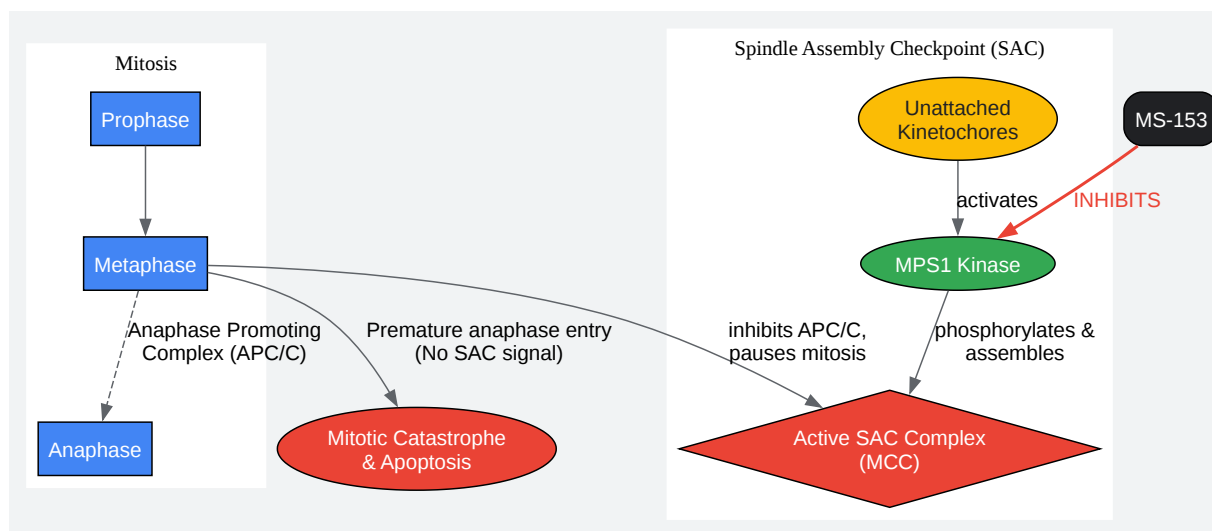 Mitosis
Prophase
Metaphase
Anaphase Promoting
Complex (APC/C)
Anaphase
Premature anaphase entry
(No SAC signal)
Mitotic Catastrophe
& Apoptosis
Spindle Assembly Checkpoint (SAC)
Unattached
Kinetochores
MS-153
activates
INHIBITS
MPS1 Kinase
inhibits APC/C,
pauses mitosis
phosphorylates &
assembles
Active SAC Complex
(MCC)